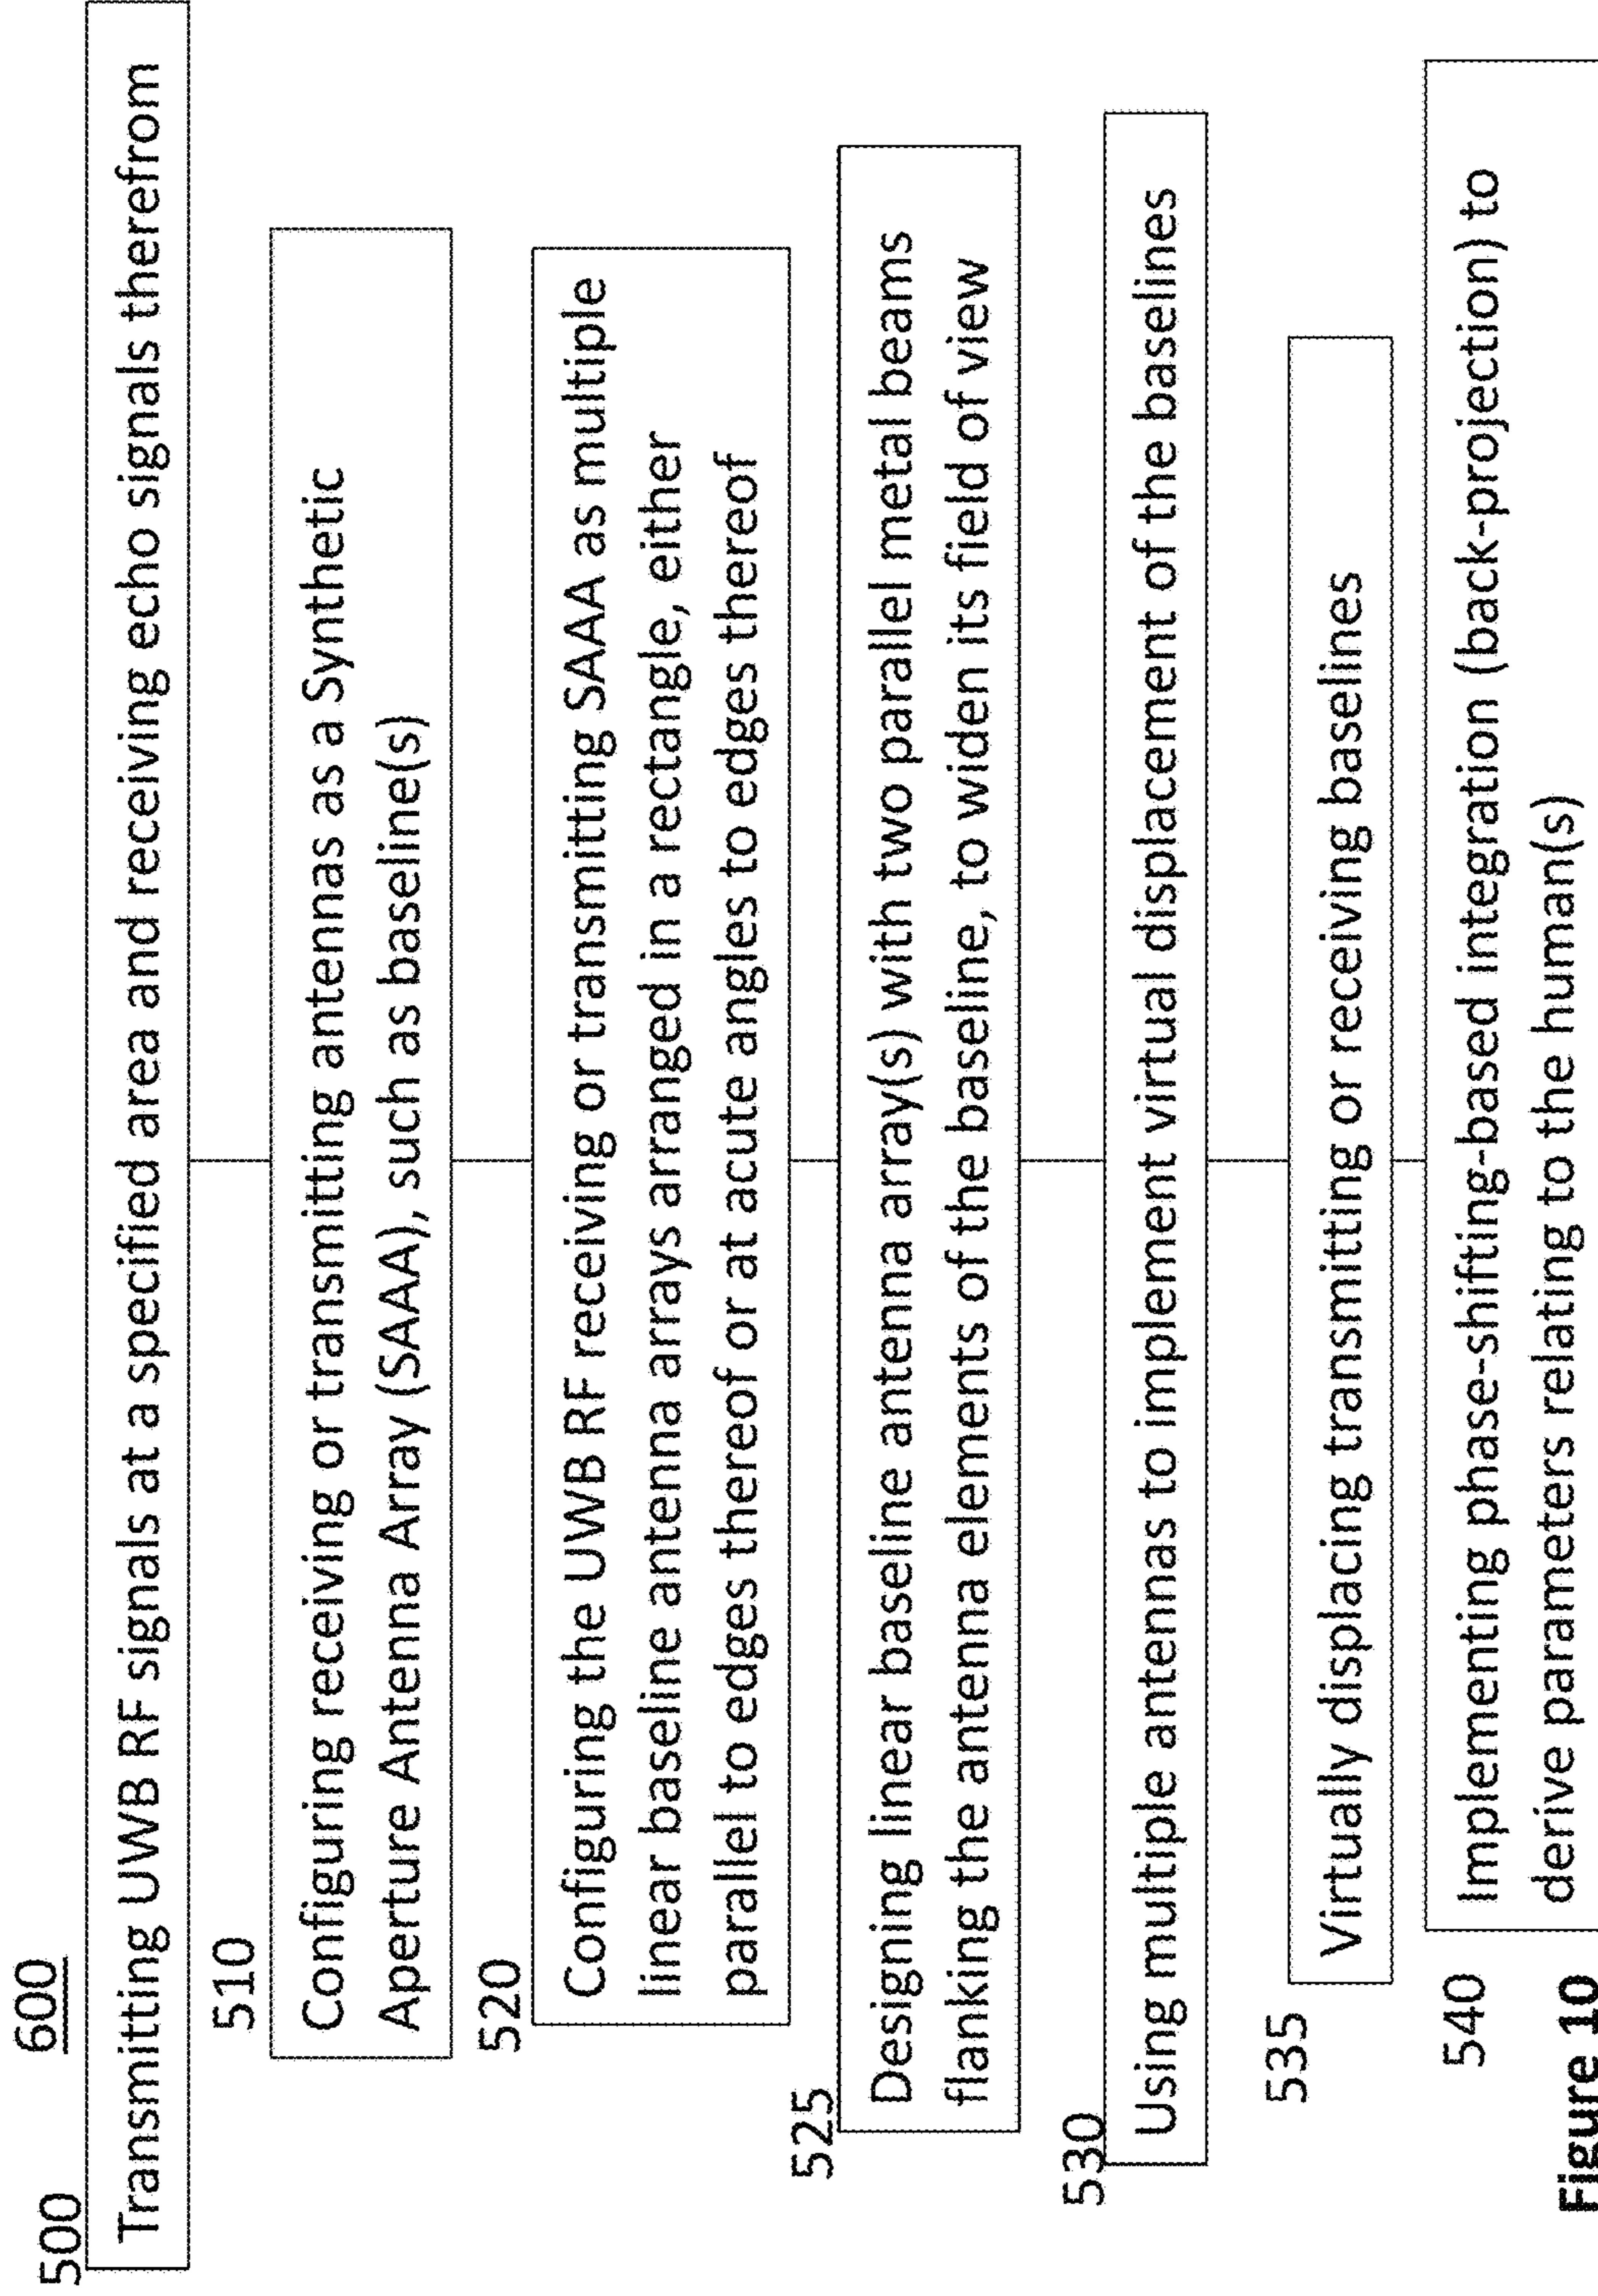 600
500
Transmitting UWB RF signals at a specified area and receiving echo signals therefrom
510
Configuring receiving or transmitting antennas as a Synthetic
Aperture Antenna Array (SAAA), such as baseline(s)
520
Configuring the UWB RF receiving or transmitting SAAA as multiple
linear baseline antenna arrays arranged in a rectangle, either
parallel to edges thereof or at acute angles to edges thereof
525
Designing linear baseline antenna array(s) with two parallel metal beams
flanking the antenna elements of the baseline, to widen its field of view
530
Using multiple antennas to implement virtual displacement of the baselines
535
Virtually displacing transmitting or receiving baselines
540
Implementing phase-shifting-based integration (back-projection) to
derive parameters relating to the human(s)
Figure 10